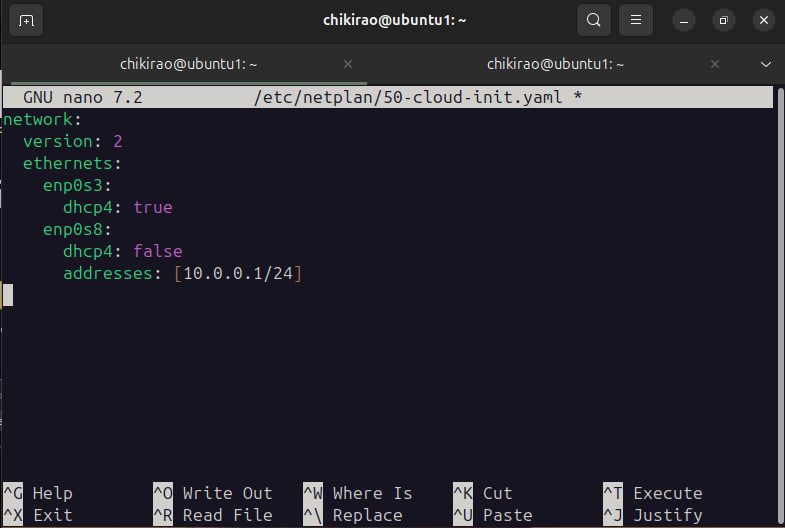 chikirao@ubuntu1: ~
chikirao@ubuntu1: ~ × chikirao@ubuntu1: ~ ×
GNU nano 7.2 /etc/netplan/50-cloud-init.yaml *
network:
  version: 2
  ethernets:
    enp0s3:
      dhcp4: true
    enp0s8:
      dhcp4: false
      addresses: [10.0.0.1/24]
^G Help ^O Write Out ^W Where Is ^K Cut ^T Execute
^X Exit ^R Read File ^\ Replace ^U Paste ^J Justify